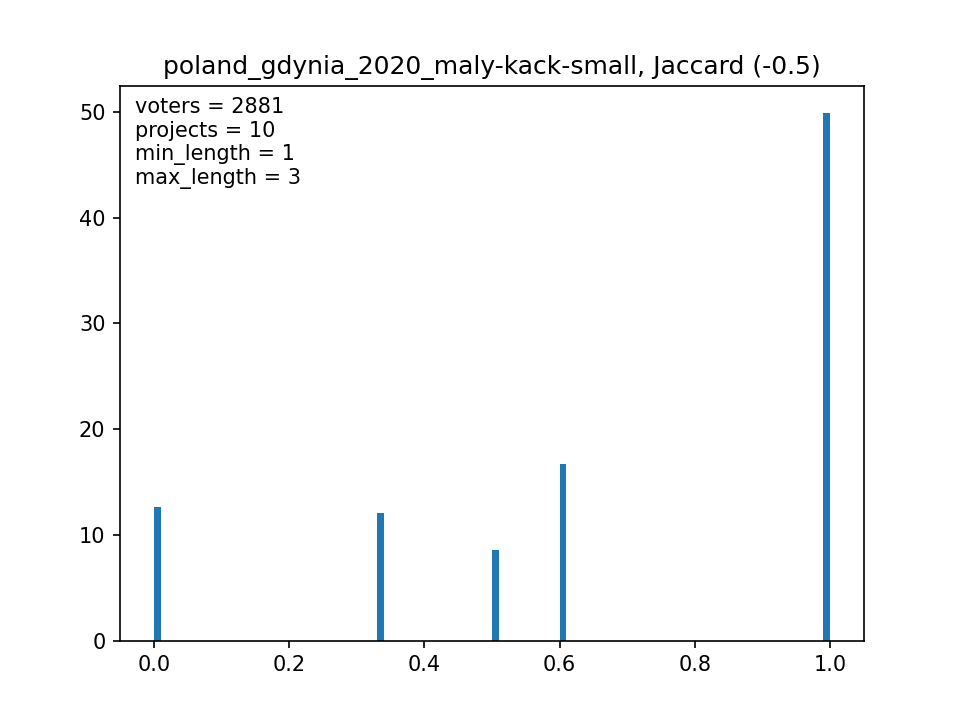 poland_gdynia_2020_maly-kack-small, Jaccard (-0.5)
voters = 2881
projects = 10
min_length = 1
max_length = 3
50
40
30
20
10
0
0.0 0.2 0.4 0.6 0.8 1.0